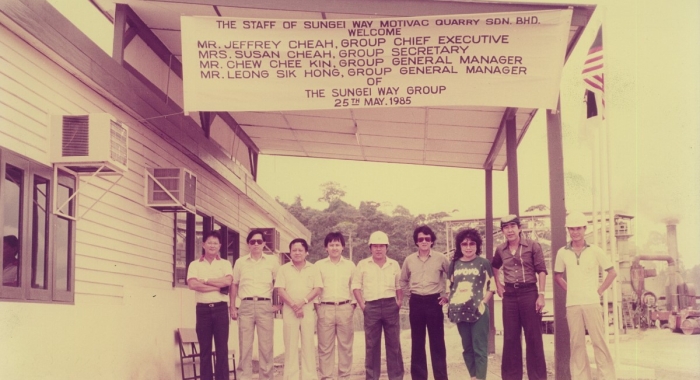 THE STAFF OF SUNGEI WAY MOTIVAC QUARRY SDN. BHD.
WELCOME
MR. JEFFREY CHEAH, GROUP CHIEF EXECUTIVE
MRS. SUSAN CHEAH, GROUP SECRETARY
MR. CHEW CHEE KIN, GROUP GENERAL MANAGER
MR. LEONG SIK HONG, GROUP GENERAL MANAGER
OF
THE SUNGEI WAY GROUP
25TH MAY. 1985